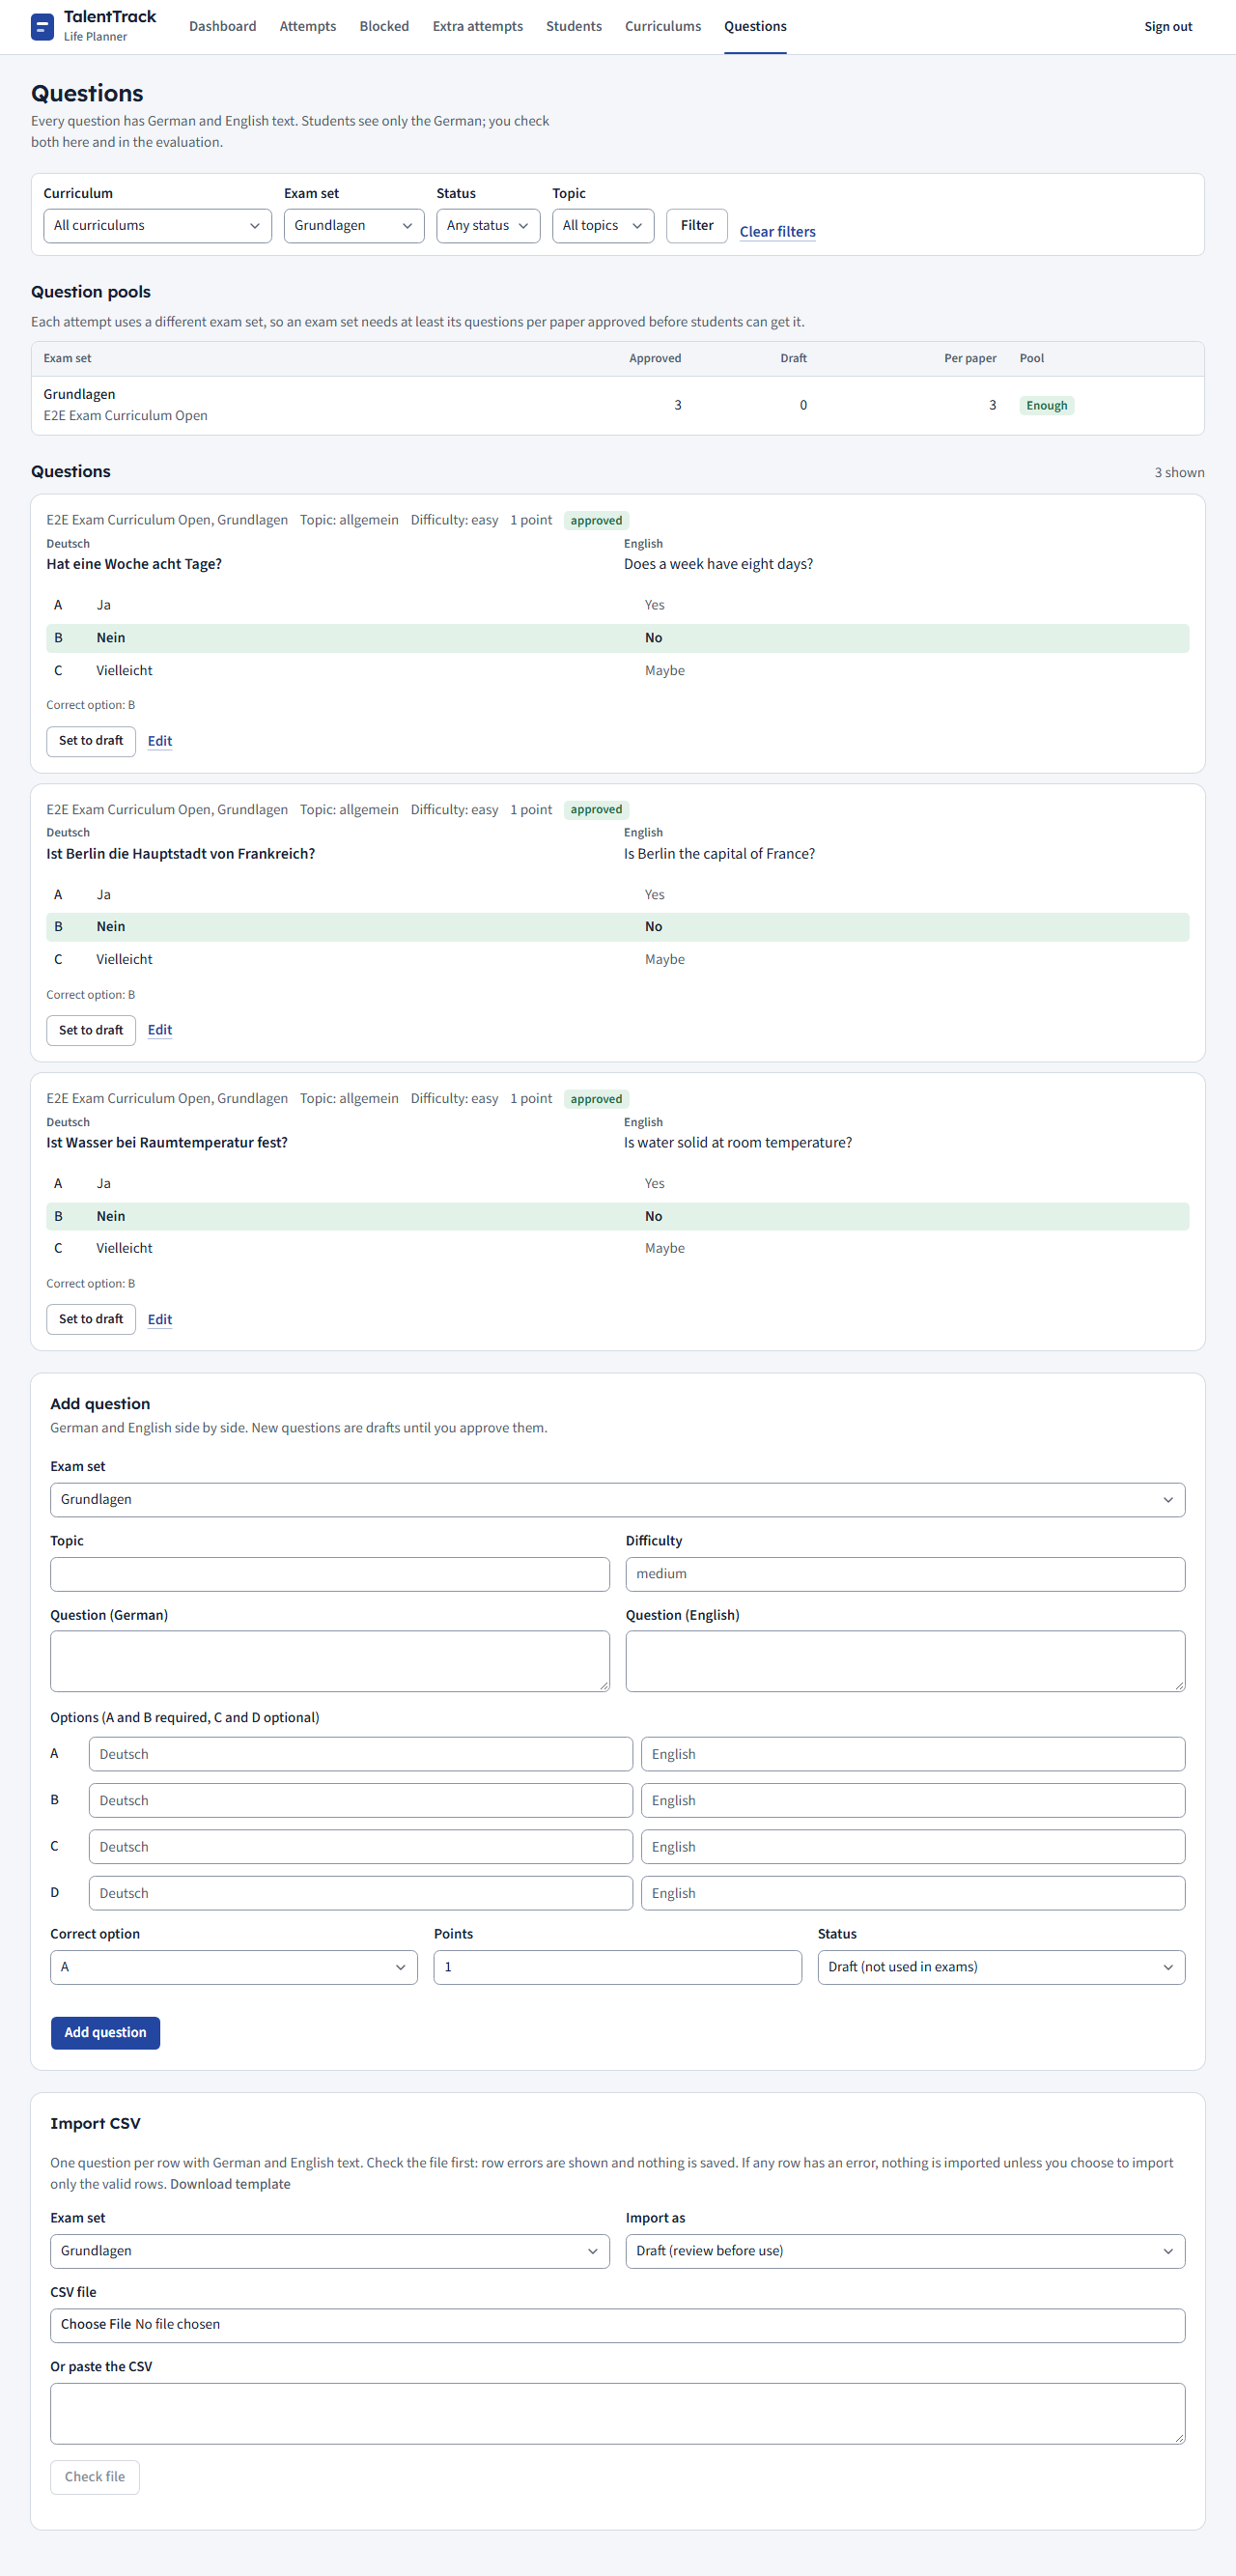 TalentTrack
Life Planner
Dashboard Attempts Blocked Extra attempts Students Curriculums Questions Sign out
Questions
Every question has German and English text. Students see only the German; you check
both here and in the evaluation.
Curriculum Exam set Status Topic
All curriculums Grundlagen Any status All topics Filter Clear filters
Question pools
Each attempt uses a different exam set, so an exam set needs at least its questions per paper approved before students can get it.
Exam set Approved Draft Per paper Pool
Grundlagen
E2E Exam Curriculum Open 3 0 3 Enough
Questions 3 shown
E2E Exam Curriculum Open, Grundlagen Topic: allgemein Difficulty: easy 1 point approved
Deutsch English
Hat eine Woche acht Tage? Does a week have eight days?
A Ja Yes
B Nein No
C Vielleicht Maybe
Correct option: B
Set to draft Edit
E2E Exam Curriculum Open, Grundlagen Topic: allgemein Difficulty: easy 1 point approved
Deutsch English
Ist Berlin die Hauptstadt von Frankreich? Is Berlin the capital of France?
A Ja Yes
B Nein No
C Vielleicht Maybe
Correct option: B
Set to draft Edit
E2E Exam Curriculum Open, Grundlagen Topic: allgemein Difficulty: easy 1 point approved
Deutsch English
Ist Wasser bei Raumtemperatur fest? Is water solid at room temperature?
A Ja Yes
B Nein No
C Vielleicht Maybe
Correct option: B
Set to draft Edit
Add question
German and English side by side. New questions are drafts until you approve them.
Exam set
Grundlagen
Topic Difficulty
medium
Question (German) Question (English)
Options (A and B required, C and D optional)
A Deutsch English
B Deutsch English
C Deutsch English
D Deutsch English
Correct option Points Status
A 1 Draft (not used in exams)
Add question
Import CSV
One question per row with German and English text. Check the file first: row errors are shown and nothing is saved. If any row has an error, nothing is imported unless you choose to import
only the valid rows. Download template
Exam set Import as
Grundlagen Draft (review before use)
CSV file
Choose File No file chosen
Or paste the CSV
Check file